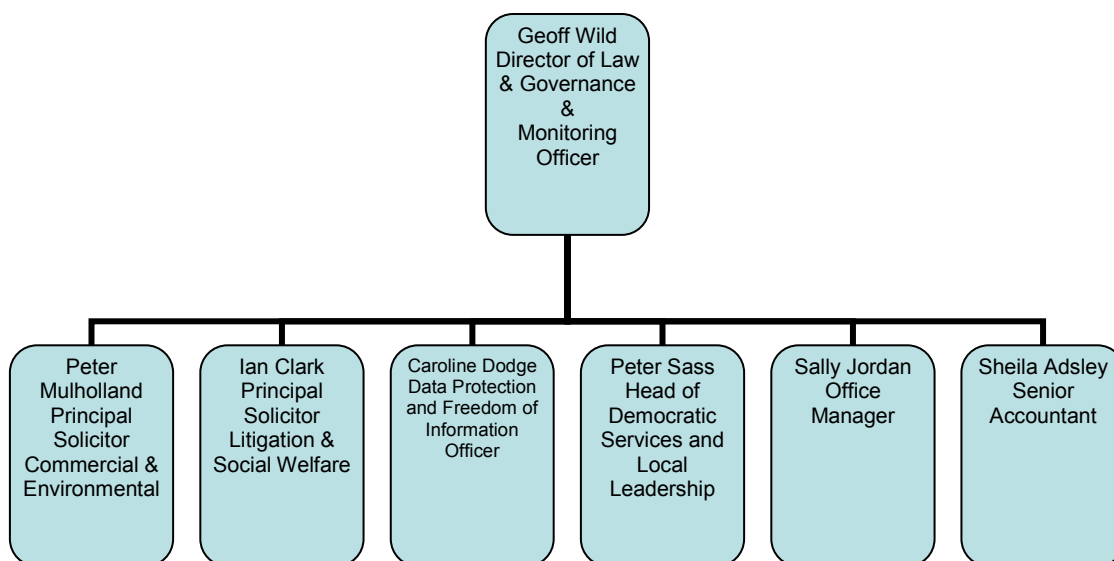 Geoff Wild
Director of Law
& Governance
&
Monitoring
Officer
Peter
Mulholland
Principal
Solicitor
Commercial &
Environmental
Ian Clark
Principal
Solicitor
Litigation &
Social Welfare
Caroline Dodge
Data Protection
and Freedom of
Information
Officer
Peter Sass
Head of
Democratic
Services and
Local
Leadership
Sally Jordan
Office
Manager
Sheila Adsley
Senior
Accountant